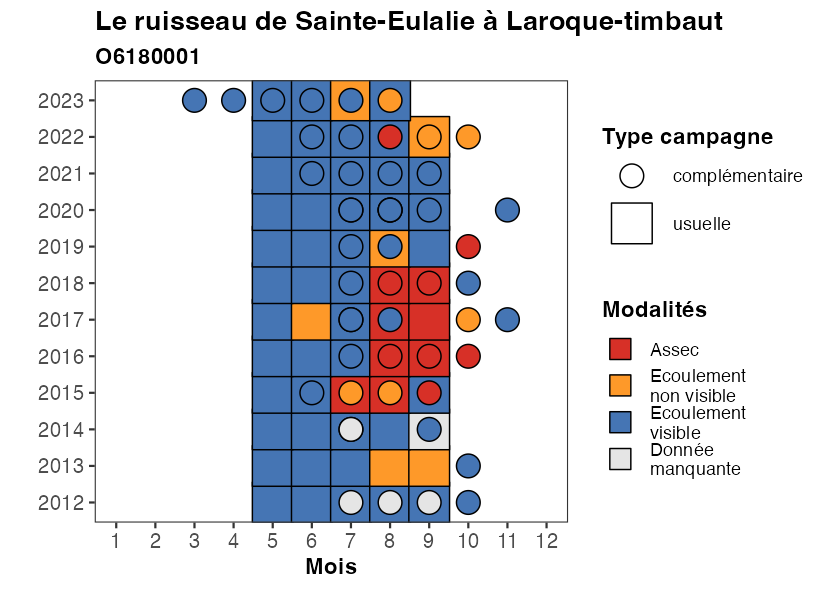 Le ruisseau de Sainte-Eulalie à Laroque-timbaut
O6180001
2023
2022
2021
2020
2019
2018
2017
2016
2015
2014
2013
2012
1 2 3 4 5 6 7 8 9 10 11 12
Mois
Type campagne
complémentaire
usuelle
Modalités
Assec
Ecoulement
non visible
Ecoulement
visible
Donnée
manquante